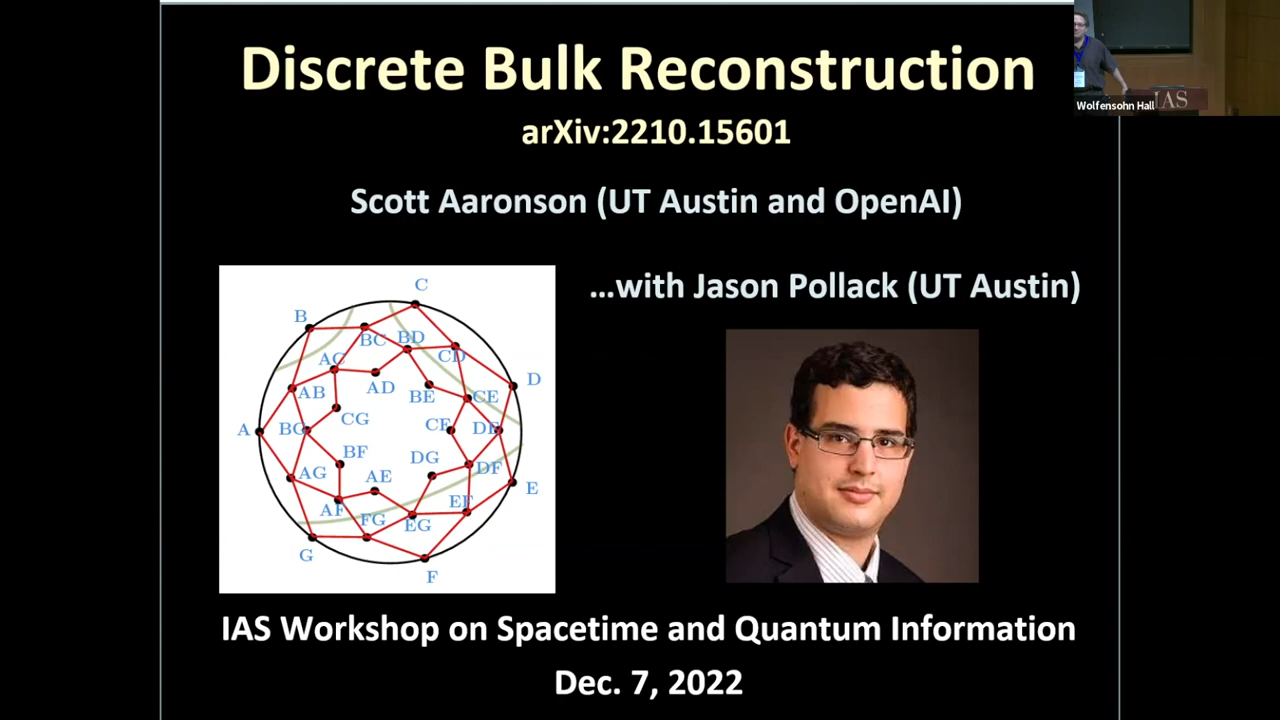 Discrete Bulk Reconstruction
arXiv:2210.15601
Scott Aaronson (UT Austin and OpenAI)
...with Jason Pollack (UT Austin)
C
B
BC
BD
CD
AC
D
AD
AB
BE
CE
CG
A
BG
CF
DE
BF
DG
AG
AE
DF
E
AF
FG
EG
EF
G
F
IAS Workshop on Spacetime and Quantum Information
Dec. 7, 2022
Wolfensohn Hall
IAS